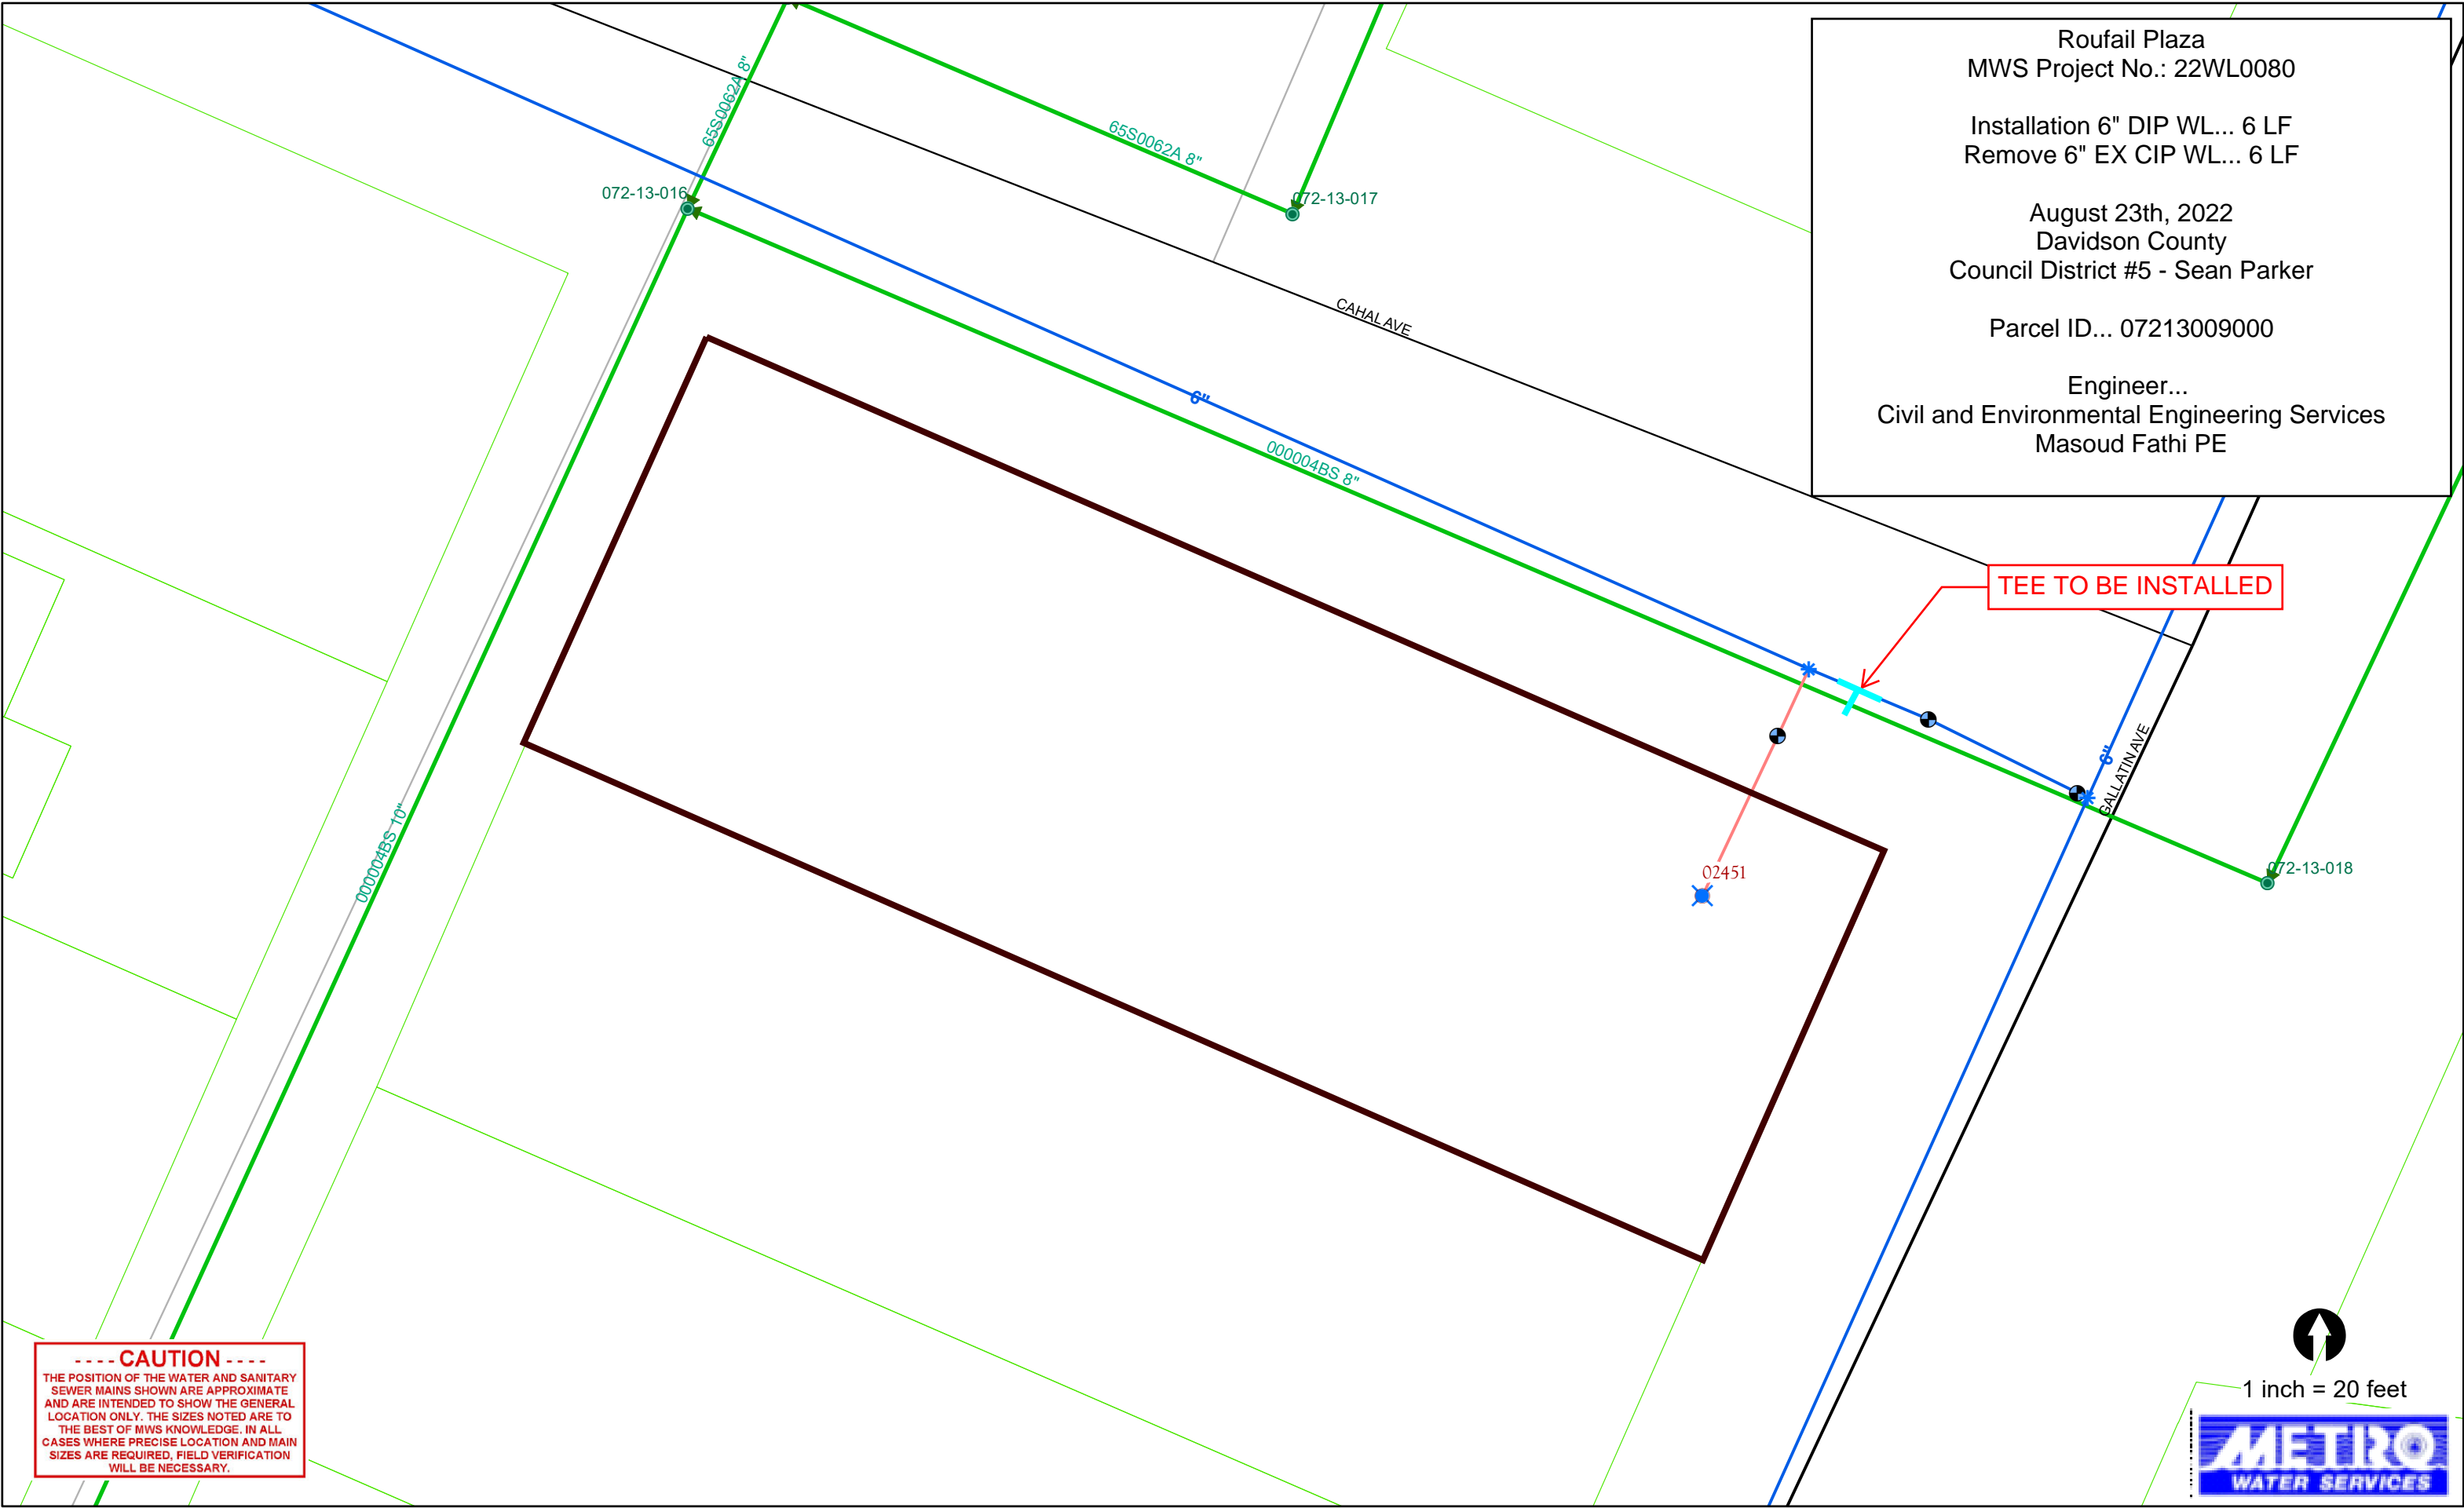 Roufail Plaza
MWS Project No.: 22WL0080
Installation 6" DIP WL... 6 LF
Remove 6" EX CIP WL... 6 LF
August 23th, 2022
Davidson County
Council District #5 - Sean Parker
Parcel ID... 07213009000
Engineer...
Civil and Environmental Engineering Services
Masoud Fathi PE
65S0062A 8"
65S0062A 8"
072-13-016
072-13-017
CAHAL AVE
6"
000004BS 8"
TEE TO BE INSTALLED
6"
GALLATIN AVE
000004BS 10"
02451
072-13-018
- - - - CAUTION - - - -
THE POSITION OF THE WATER AND SANITARY
SEWER MAINS SHOWN ARE APPROXIMATE
AND ARE INTENDED TO SHOW THE GENERAL
LOCATION ONLY. THE SIZES NOTED ARE TO
THE BEST OF MWS KNOWLEDGE. IN ALL
CASES WHERE PRECISE LOCATION AND MAIN
SIZES ARE REQUIRED, FIELD VERIFICATION
WILL BE NECESSARY.
1 inch = 20 feet
METRO
WATER SERVICES